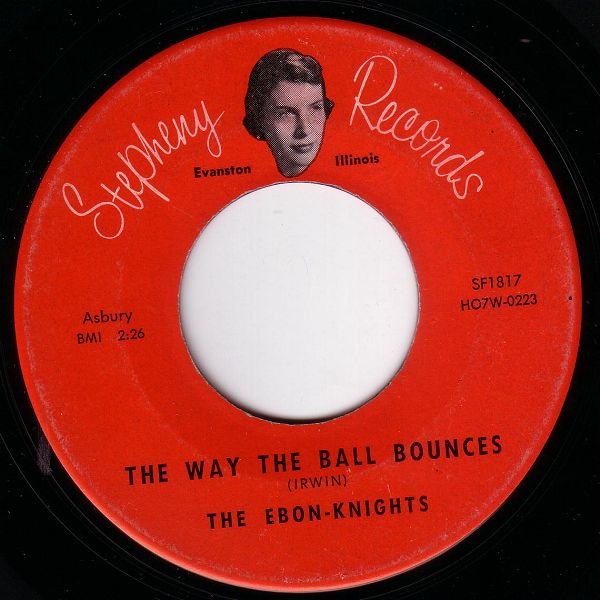 Stepheny Records
Evanston Illinois
Asbury
BMI 2:26
SF1817
HO7W-0223
THE WAY THE BALL BOUNCES
(IRWIN)
THE EBON-KNIGHTS